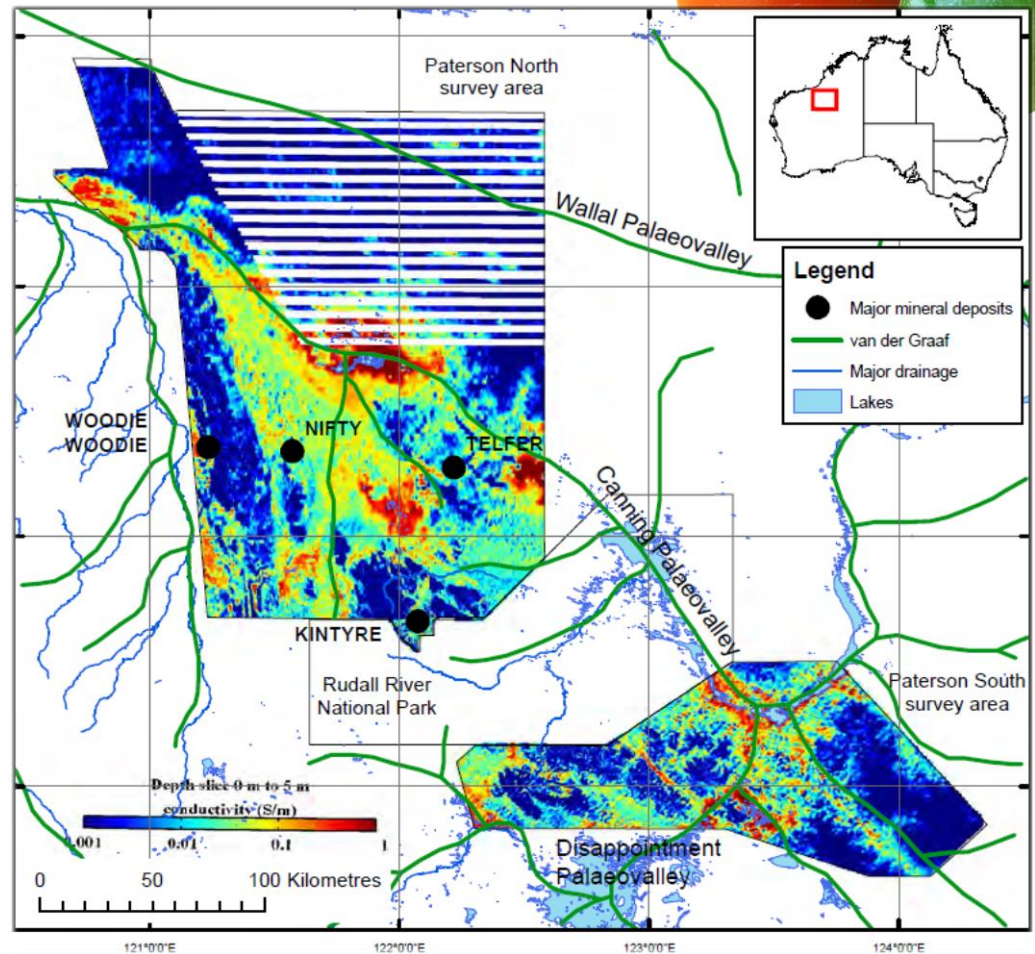 Paterson North
survey area
Wallal Palaeovalley
Legend
Major mineral deposits
van der Graaf
Major drainage
Lakes
WOODIE
WOODIE
NIFTY
TELFER
Canning Palaeovalley
KINTYRE
Rudall River
National Park
Paterson South
survey area
Depth slice 0 m to 5 m
conductivity (S/m)
.001 0.01 0.1 1
Disappointment
Palaeovalley
0 50 100 Kilometres
121°0'0"E 122°0'0"E 123°0'0"E 124°0'0"E